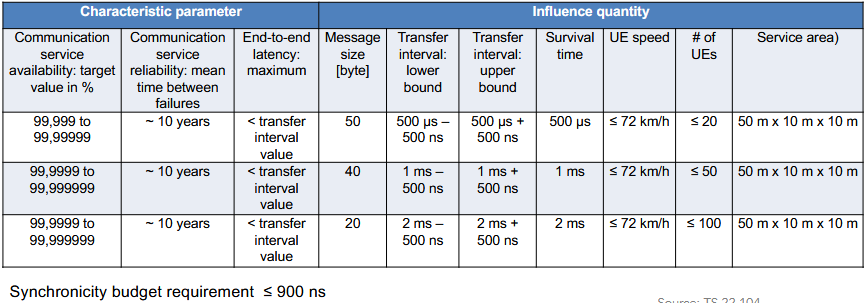 Characteristic parameter Influence quantity
Communication Communication End-to-end Message Transfer Transfer Survival UE speed # of Service area)
service service latency: size interval: interval: time UEs
availability: target reliability: mean maximum [byte] lower upper
value in % time between bound bound
failures
99,999 to ~ 10 years < transfer 50 500 µs – 500 µs + 500 µs ≤ 72 km/h ≤ 20 50 m x 10 m x 10 m
99,99999 interval 500 ns 500 ns
value
99,9999 to ~ 10 years < transfer 40 1 ms – 1 ms + 1 ms ≤ 72 km/h ≤ 50 50 m x 10 m x 10 m
99,999999 interval 500 ns 500 ns
value
99,9999 to ~ 10 years < transfer 20 2 ms – 2 ms + 2 ms ≤ 72 km/h ≤ 100 50 m x 10 m x 10 m
99,999999 interval 500 ns 500 ns
value
Synchronicity budget requirement ≤ 900 ns
Source: TS 22.104